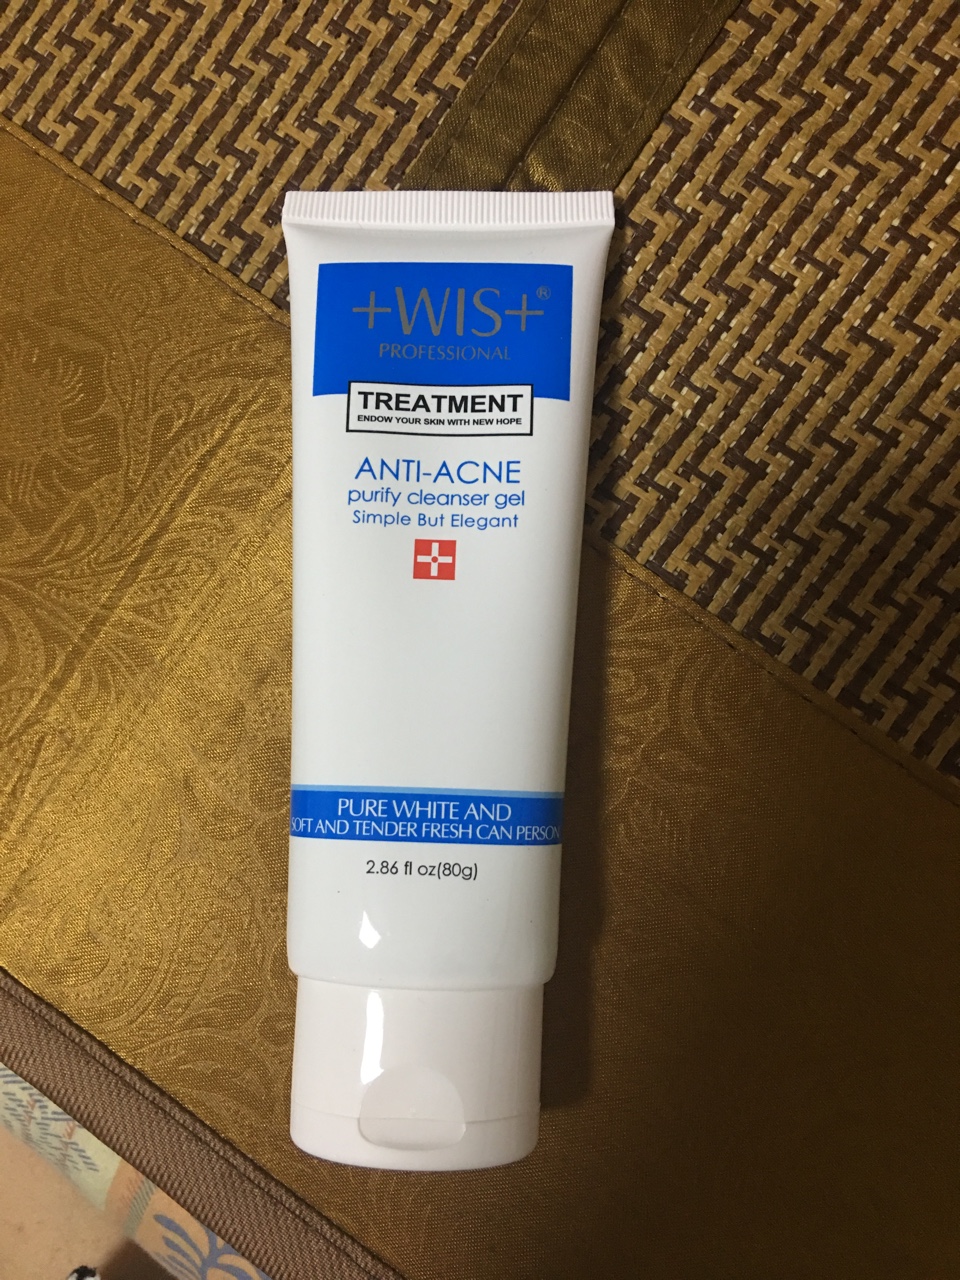 +WIS+®
PROFESSIONAL
TREATMENT
ENDOW YOUR SKIN WITH NEW HOPE
ANTI-ACNE
purify cleanser gel
Simple But Elegant
PURE WHITE AND
SOFT AND TENDER FRESH CAN PERSON
2.86 fl oz(80g)